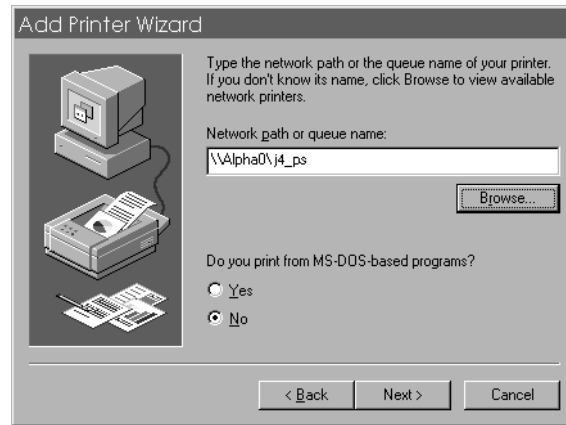 Add Printer Wizard
Type the network path or the queue name of your printer.
If you don't know its name, click Browse to view available
network printers.
Network path or queue name:
\\Alpha0\j4_ps
Browse...
Do you print from MS-DOS-based programs?
Yes
No
< Back Next > Cancel